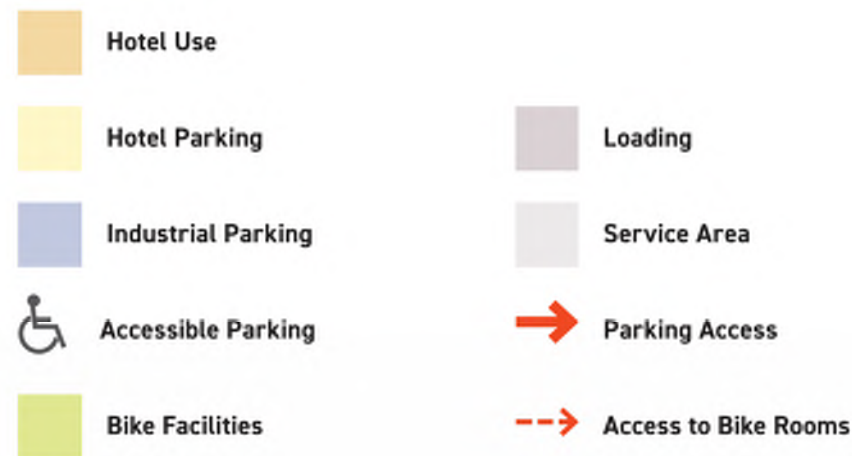 Hotel Use
Hotel Parking
Loading
Industrial Parking
Service Area
Accessible Parking
Parking Access
Bike Facilities
Access to Bike Rooms